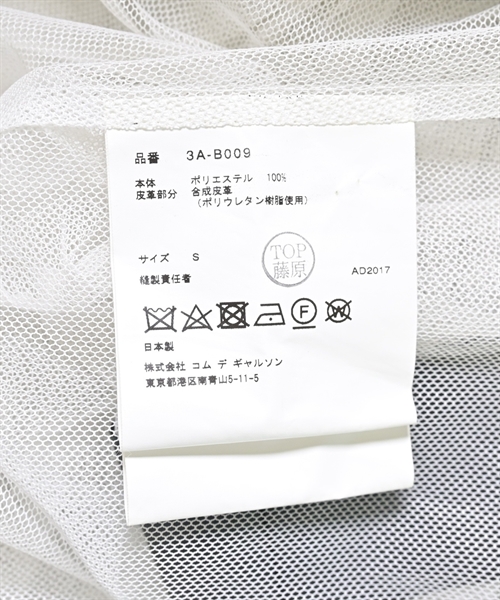 品番 3A-B009
本体 ポリエステル 100%
皮革部分 合成皮革
(ポリウレタン樹脂使用)
サイズ S
TOP
藤原
縫製責任者
AD2017
F
W
日本製
株式会社 コム デ ギャルソン
東京都港区南青山5-11-5